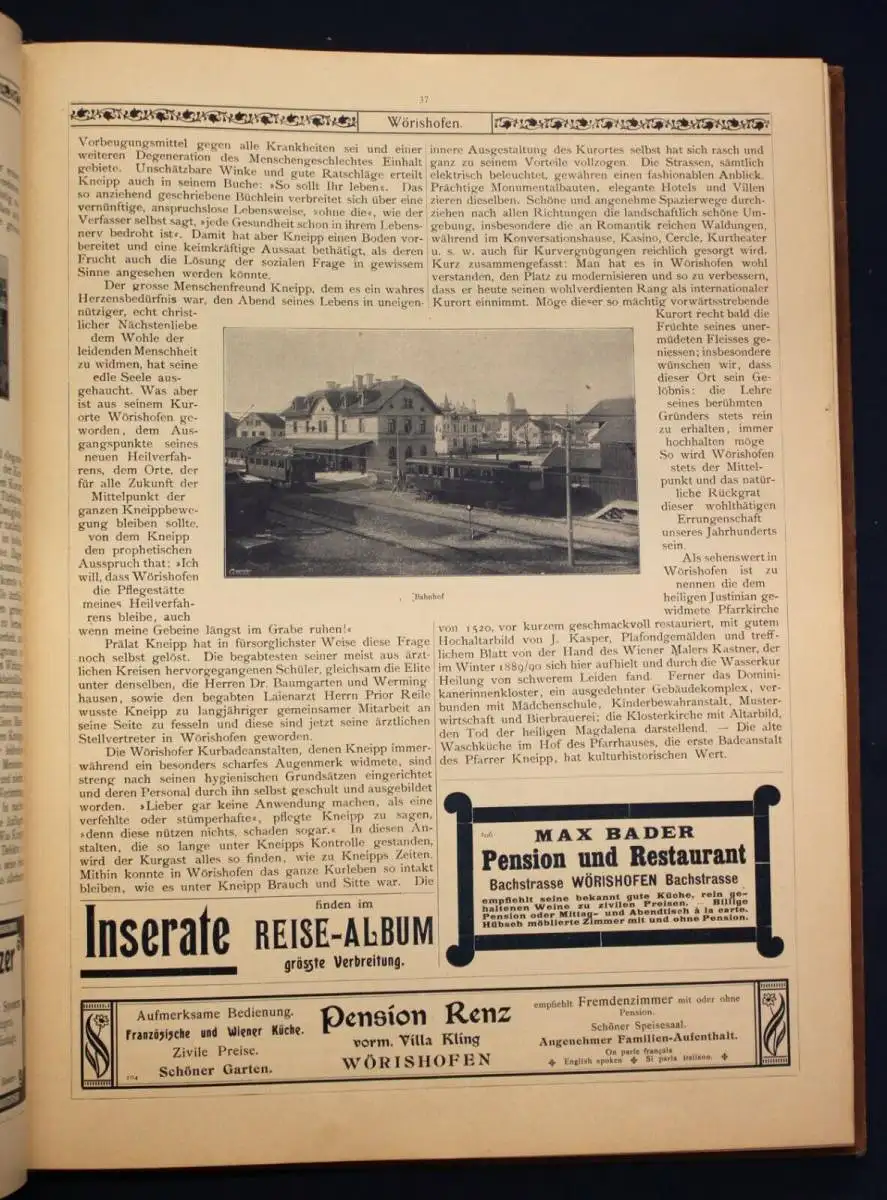 37
Wörishofen.
Vorbeugungsmittel gegen alle Krankheiten sei und einer
weiteren Degeneration des Menschengeschlechtes Einhalt
gebiete. Unschätzbare Winke und gute Ratschläge erteilt
Kneipp auch in seinem Buche: »So sollt Ihr leben«. Das
so anziehend geschriebene Büchlein verbreitet sich über eine
vernünftige, anspruchslose Lebensweise, »ohne die«, wie der
Verfasser selbst sagt, »jede Gesundheit schon in ihrem Lebens-
nerv bedroht ist«. Damit hat aber Kneipp einen Boden vor-
bereitet und eine keimkräftige Aussaat bethätigt, als deren
Frucht auch die Lösung der sozialen Frage in gewissem
Sinne angesehen werden könnte.
Der grosse Menschenfreund Kneipp, dem es ein wahres
Herzensbedürfnis war, den Abend seines Lebens in uneigen-
nütziger, echt christ-
licher Nächstenliebe
dem Wohle der
leidenden Menschheit
zu widmen, hat seine
edle Seele aus-
gehaucht. Was aber
ist aus seinem Kur-
orte Wörishofen ge-
worden, dem Aus-
gangspunkte seines
neuen Heilverfah-
rens, dem Orte, der
für alle Zukunft der
Mittelpunkt der
ganzen Kneippbewe-
gung bleiben sollte,
von dem Kneipp
den prophetischen
Ausspruch that: »Ich
will, dass Wörishofen
die Pflegestätte
meines Heilverfah-
rens bleibe, auch
wenn meine Gebeine längst im Grabe ruhen!«
Prälat Kneipp hat in fürsorglichster Weise diese Frage
noch selbst gelöst. Die begabtesten seiner meist aus ärzt-
lichen Kreisen hervorgegangenen Schüler, gleichsam die Elite
unter denselben, die Herren Dr. Baumgarten und Werming-
hausen, sowie den begabten Laienarzt Herrn Prior Reile
wusste Kneipp zu langjähriger gemeinsamer Mitarbeit an
seine Seite zu fesseln und diese sind jetzt seine ärztlichen
Stellvertreter in Wörishofen geworden.
Die Wörishofer Kurbadeanstalten, denen Kneipp immer-
während ein besonders scharfes Augenmerk widmete, sind
streng nach seinen hygienischen Grundsätzen eingerichtet
und deren Personal durch ihn selbst geschult und ausgebildet
worden. »Lieber gar keine Anwendung machen, als eine
verfehlte oder stümperhafte«, pflegte Kneipp zu sagen,
»denn diese nützen nichts, schaden sogar.« In diesen An-
stalten, die so lange unter Kneipps Kontrolle gestanden,
wird der Kurgast alles so finden, wie zu Kneipps Zeiten.
Mithin konnte in Wörishofen das ganze Kurleben so intakt
bleiben, wie es unter Kneipp Brauch und Sitte war. Die
innere Ausgestaltung des Kurortes selbst hat sich rasch und
ganz zu seinem Vorteile vollzogen. Die Strassen, sämtlich
elektrisch beleuchtet, gewähren einen fashionablen Anblick.
Prächtige Monumentalbauten, elegante Hotels und Villen
zieren dieselben. Schöne und angenehme Spazierwege durch-
ziehen nach allen Richtungen die landschaftlich schöne Um-
gebung, insbesondere die an Romantik reichen Waldungen,
während im Konversationshause, Kasino, Cercle, Kurtheater
u. s. w. auch für Kurvergnügungen reichlich gesorgt wird.
Kurz zusammengefasst: Man hat es in Wörishofen wohl
verstanden, den Platz zu modernisieren und so zu verbessern,
dass er heute seinen wohlverdienten Rang als internationaler
Kurort einnimmt. Möge dieser so mächtig vorwärtsstrebende
Kurort recht bald die
Früchte seines uner-
müdeten Fleisses ge-
niessen; insbesondere
wünschen wir, dass
dieser Ort sein Ge-
löbnis: die Lehre
seines berühmten
Gründers stets rein
zu erhalten, immer
hochhalten möge
So wird Wörishofen
stets der Mittel-
punkt und das natür-
liche Rückgrat
dieser wohlthätigen
Errungenschaft
unseres Jahrhunderts
sein.
Als sehenswert in
Wörishofen ist zu
nennen die dem
heiligen Justinian ge-
widmete Pfarrkirche
von 1520, vor kurzem geschmackvoll restauriert, mit gutem
Hochaltarbild von J. Kasper, Plafondgemälden und treff-
lichem Blatt von der Hand des Wiener Malers Kastner, der
im Winter 1889/90 sich hier aufhielt und durch die Wasserkur
Heilung von schwerem Leiden fand. Ferner das Domini-
kanerinnenkloster, ein ausgedehnter Gebäudekomplex, ver-
bunden mit Mädchenschule, Kinderbewahranstalt, Muster-
wirtschaft und Bierbrauerei; die Klosterkirche mit Altarbild,
den Tod der heiligen Magdalena darstellend. — Die alte
Waschküche im Hof des Pfarrhauses, die erste Badeanstalt
des Pfarrer Kneipp, hat kulturhistorischen Wert.
Bahnhof
Inserate
finden im
REISE-ALBUM
grösste Verbreitung.
MAX BADER
Pension und Restaurant
Bachstrasse WÖRISHOFEN Bachstrasse
empfiehlt seine bekannt gute Küche, rein ge-
haltenen Weine zu zivilen Preisen. Billige
Pension oder Mittag- und Abendtisch à la carte.
Hübsch möblierte Zimmer mit und ohne Pension.
Aufmerksame Bedienung.
Französische und Wiener Küche.
Zivile Preise.
Schöner Garten.
104
Pension Renz
vorm. Villa Kling
WÖRISHOFEN
empfiehlt Fremdenzimmer mit oder ohne
Pension.
Schöner Speisesaal.
Angenehmer Familien-Aufenthalt.
On parle français
English spoken Si parla italiano.